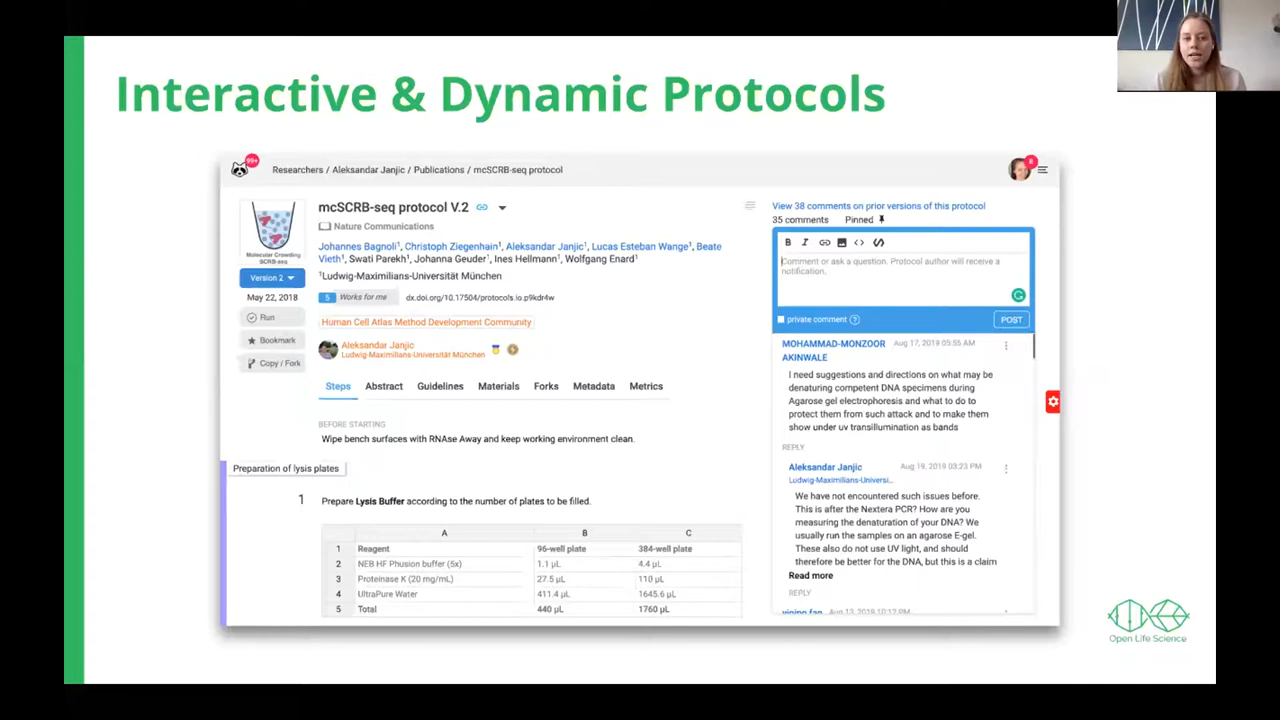 Interactive & Dynamic Protocols
99+
Researchers / Aleksandar Janjic / Publications / mcSCRB-seq protocol
8
Molecular Crowding
SCRB-seq
Version 2
May 22, 2018
Run
Bookmark
Copy / Fork
mcSCRB-seq protocol V.2
Nature Communications
Johannes Bagnoli¹, Christoph Ziegenhain¹, Aleksandar Janjic¹, Lucas Esteban Wange¹, Beate
Vieth¹, Swati Parekh¹, Johanna Geuder¹, Ines Hellmann¹, Wolfgang Enard¹
¹Ludwig-Maximilians-Universität München
5 Works for me dx.doi.org/10.17504/protocols.io.p9kdr4w
Human Cell Atlas Method Development Community
Aleksandar Janjic
Ludwig-Maximilians-Universität München
Steps Abstract Guidelines Materials Forks Metadata Metrics
BEFORE STARTING
Wipe bench surfaces with RNAse Away and keep working environment clean.
Preparation of lysis plates
1 Prepare Lysis Buffer according to the number of plates to be filled.
A B C
1 Reagent 96-well plate 384-well plate
2 NEB HF Phusion buffer (5x) 1.1 µL 4.4 µL
3 Proteinase K (20 mg/mL) 27.5 µL 110 µL
4 UltraPure Water 411.4 µL 1645.6 µL
5 Total 440 µL 1760 µL
View 38 comments on prior versions of this protocol
35 comments Pinned
B I
Comment or ask a question. Protocol author will receive a
notification.
private comment ? POST
MOHAMMAD-MONZOOR Aug 17, 2019 05:55 AM
AKINWALE
I need suggestions and directions on what may be
denaturing competent DNA specimens during
Agarose gel electrophoresis and what to do to
protect them from such attack and to make them
show under uv transillumination as bands
REPLY
Aleksandar Janjic Aug 19, 2019 03:23 PM
Ludwig-Maximilians-Universi...
We have not encountered such issues before.
This is after the Nextera PCR? How are you
measuring the denaturation of your DNA? We
usually run the samples on an agarose E-gel.
These also do not use UV light, and should
therefore be better for the DNA, but this is a claim
Read more
REPLY
Aug 13, 2019 10:12 PM
Open Life Science